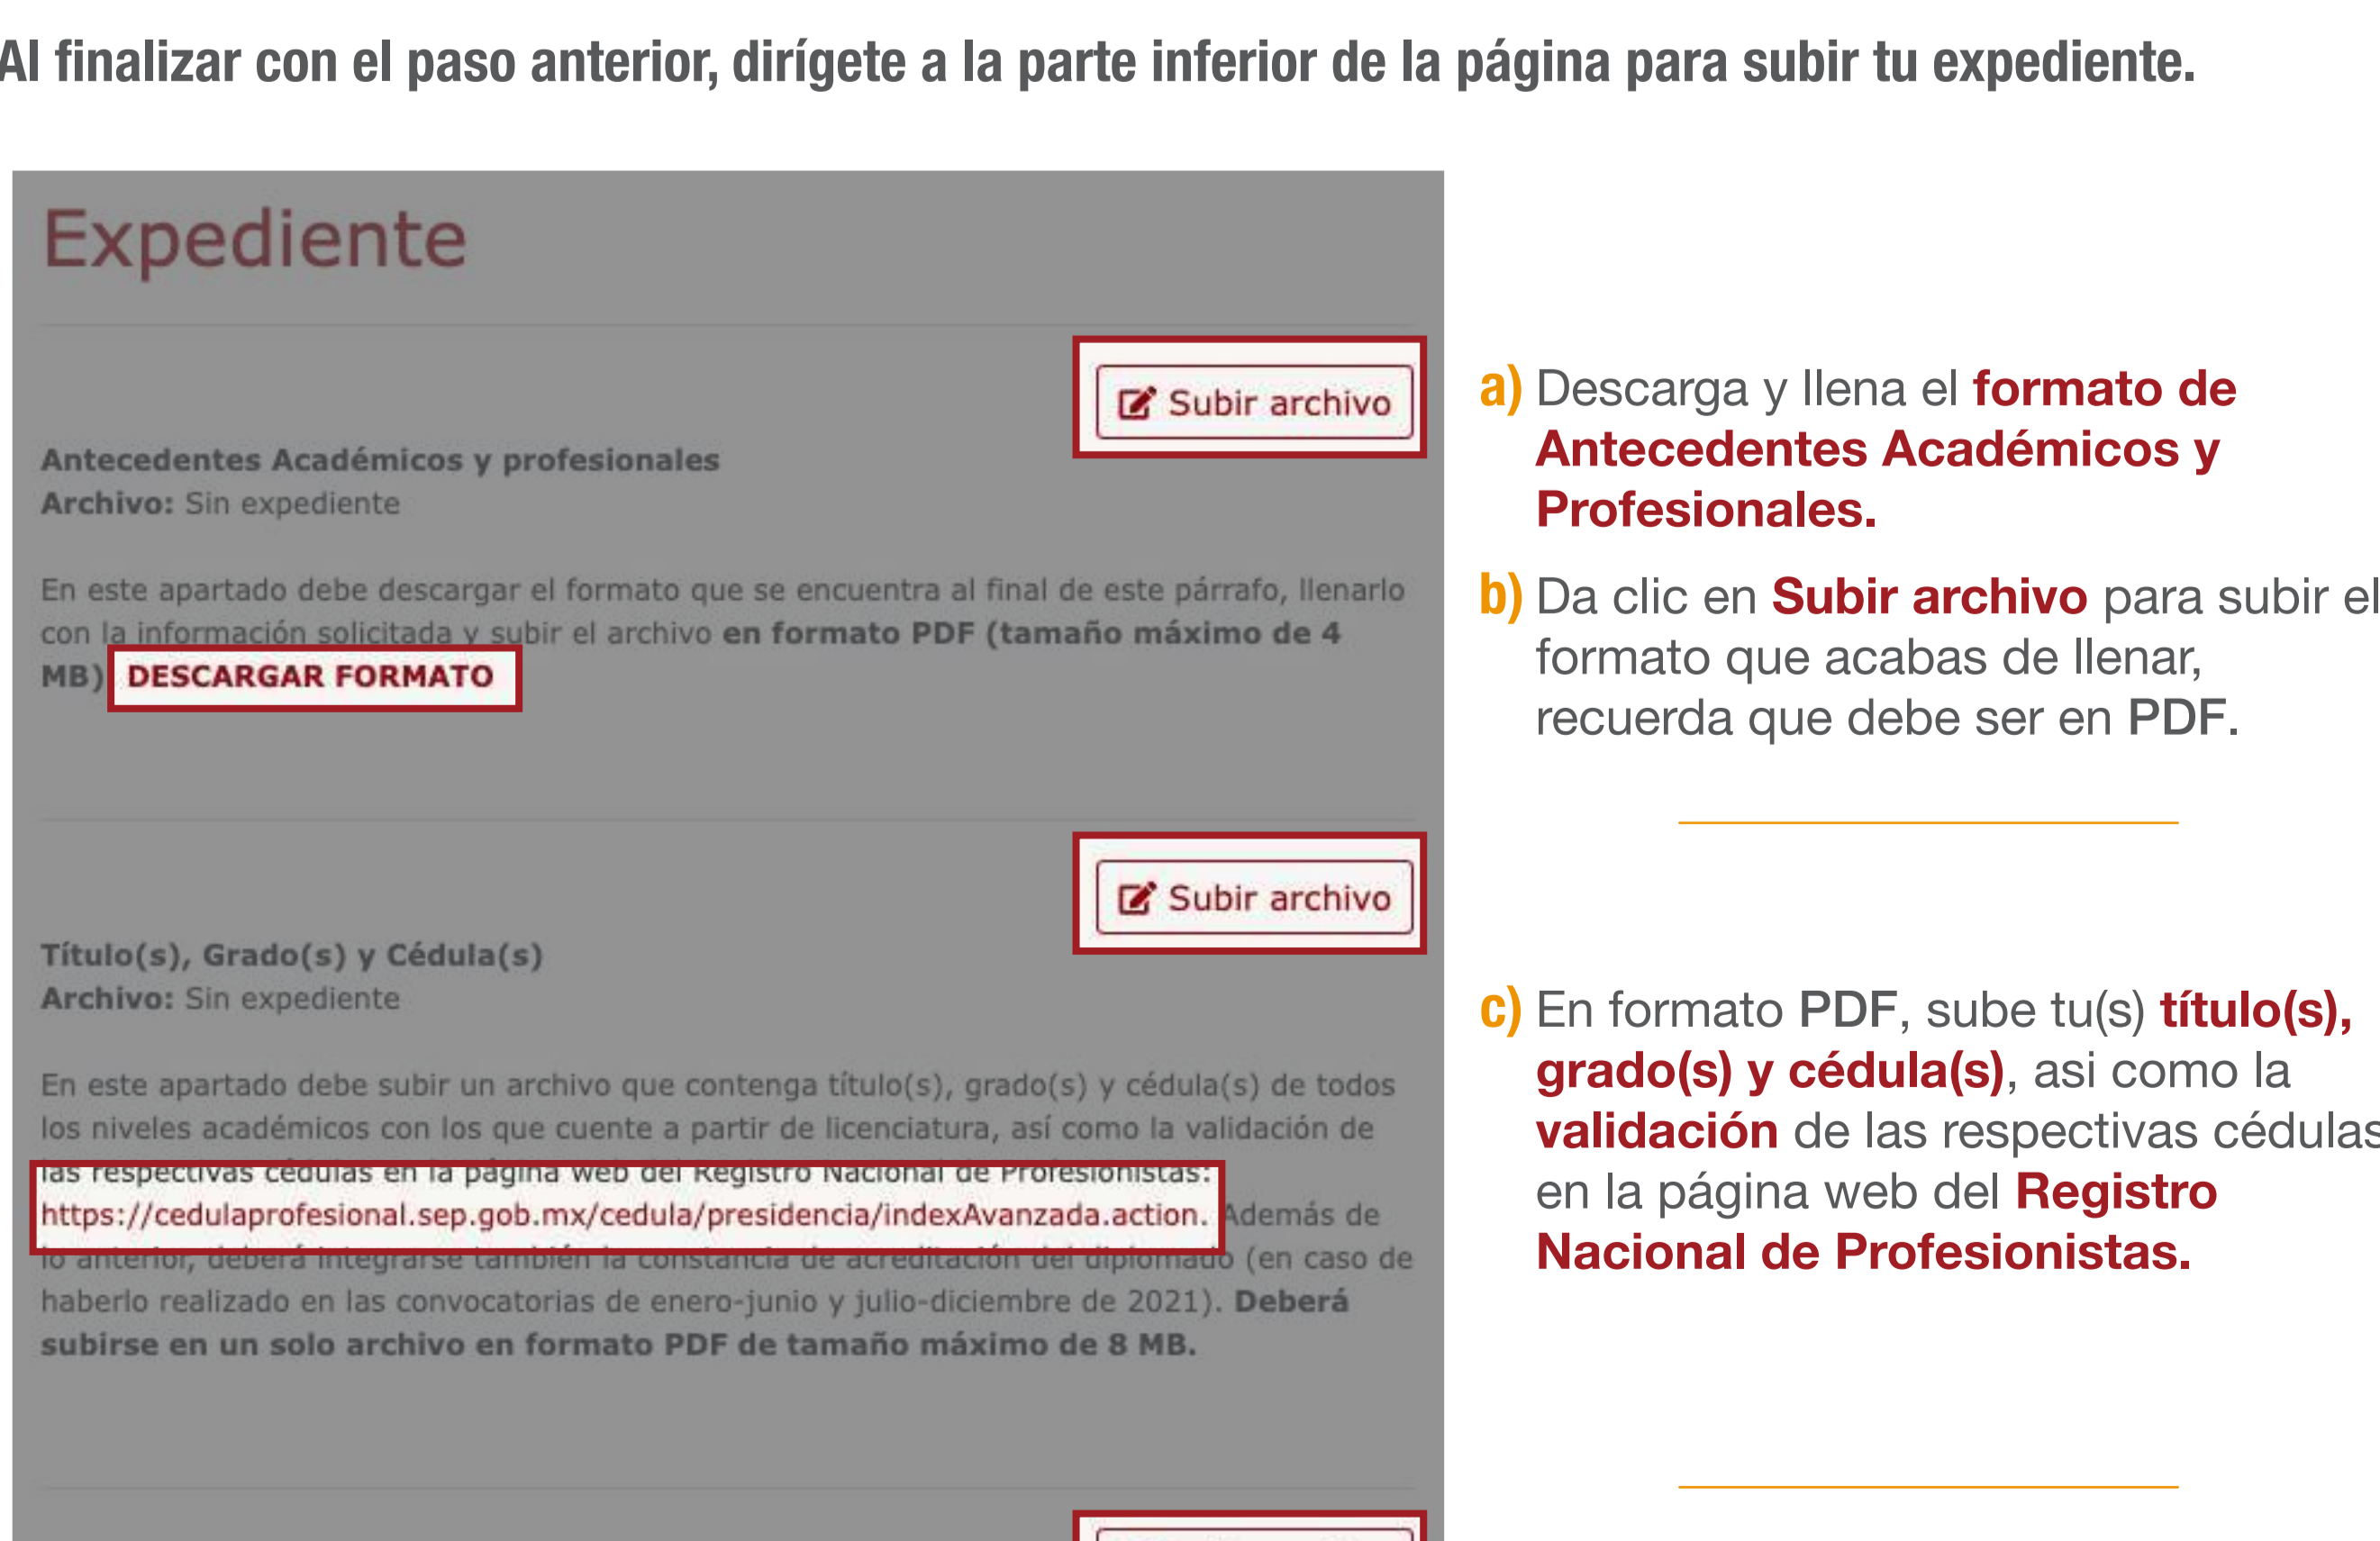 Al finalizar con el paso anterior, dirígete a la parte inferior de la página para subir tu expediente.
Expediente
Subir archivo
Antecedentes Académicos y profesionales
Archivo: Sin expediente
En este apartado debe descargar el formato que se encuentra al final de este párrafo, llenarlo
con la información solicitada y subir el archivo en formato PDF (tamaño máximo de 4
MB) DESCARGAR FORMATO
Subir archivo
Título(s), Grado(s) y Cédula(s)
Archivo: Sin expediente
En este apartado debe subir un archivo que contenga título(s), grado(s) y cédula(s) de todos
los niveles académicos con los que cuente a partir de licenciatura, así como la validación de
las respectivas cédulas en la página web del Registro Nacional de Profesionistas:
https://cedulaprofesional.sep.gob.mx/cedula/presidencia/indexAvanzada.action. Además de
lo anterior, deberá integrarse también la constancia de acreditación del diplomado (en caso de
haberlo realizado en las convocatorias de enero-junio y julio-diciembre de 2021). Deberá
subirse en un solo archivo en formato PDF de tamaño máximo de 8 MB.
a) Descarga y llena el formato de
Antecedentes Académicos y
Profesionales.
b) Da clic en Subir archivo para subir el
formato que acabas de llenar,
recuerda que debe ser en PDF.
c) En formato PDF, sube tu(s) título(s),
grado(s) y cédula(s), asi como la
validación de las respectivas cédulas
en la página web del Registro
Nacional de Profesionistas.